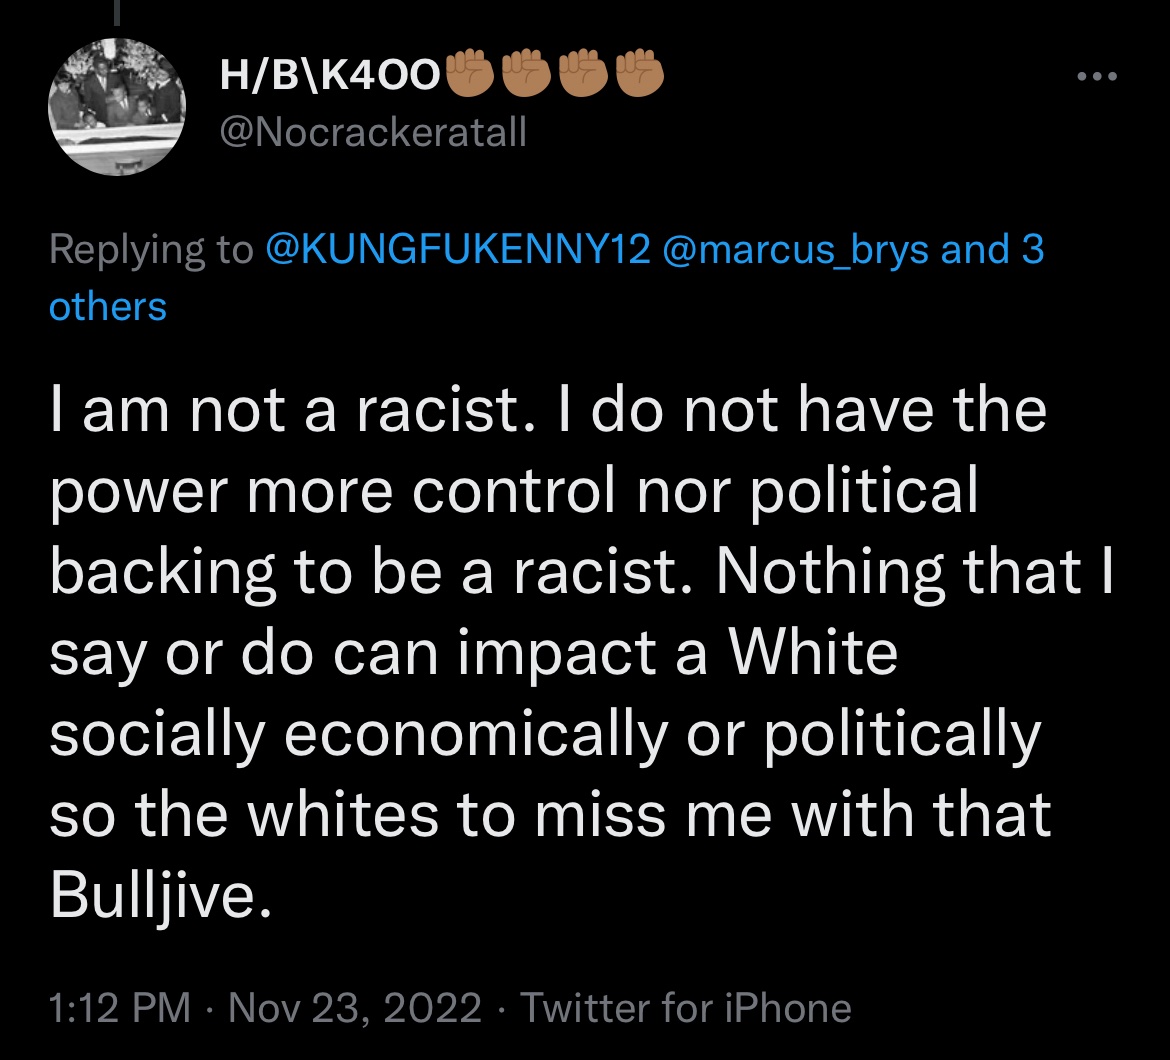 H/B\K4OO✊🏽✊🏽✊🏽✊🏽
@Nocrackeratall
Replying to @KUNGFUKENNY12 @marcus_brys and 3
others
I am not a racist. I do not have the
power more control nor political
backing to be a racist. Nothing that I
say or do can impact a White
socially economically or politically
so the whites to miss me with that
Bulljive.
1:12 PM · Nov 23, 2022 · Twitter for iPhone